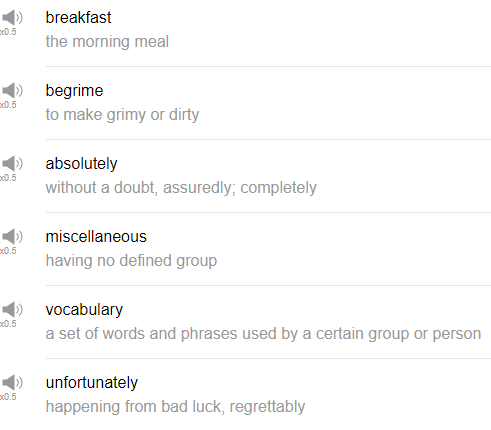 breakfast
x0.5
the morning meal
begrime
x0.5
to make grimy or dirty
absolutely
x0.5
without a doubt, assuredly; completely
miscellaneous
x0.5
having no defined group
vocabulary
x0.5
a set of words and phrases used by a certain group or person
unfortunately
x0.5
happening from bad luck, regrettably